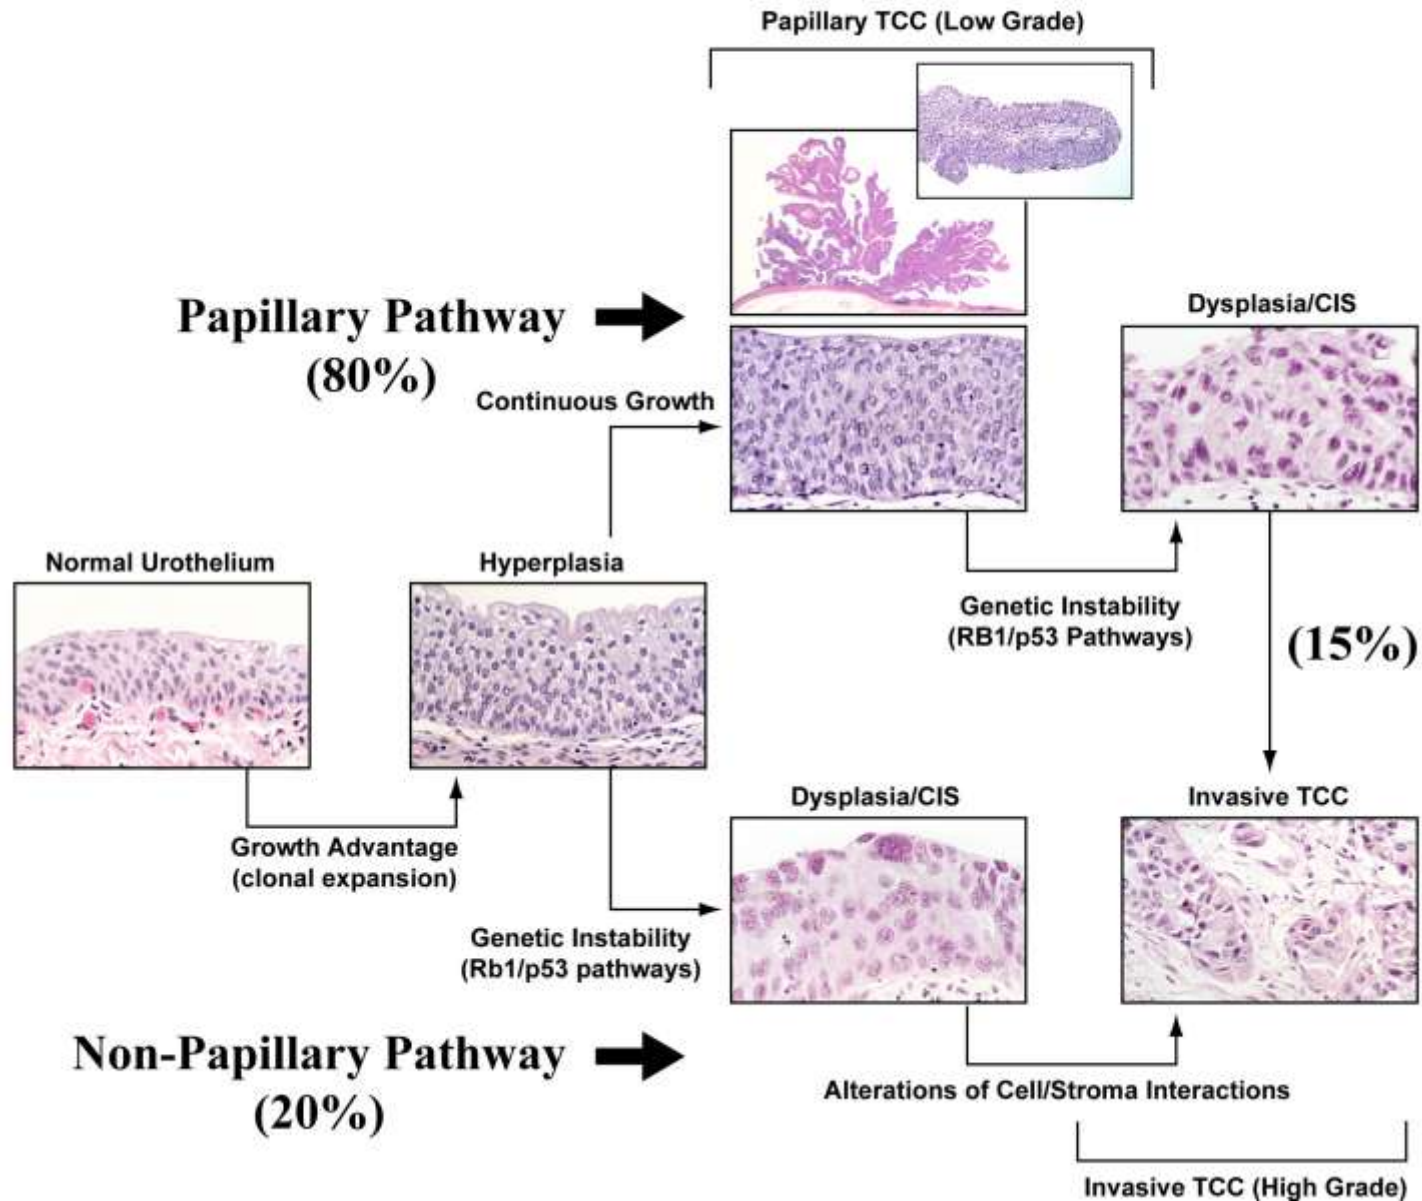 Papillary TCC (Low Grade)
Papillary Pathway
(80%)
Dysplasia/CIS
Continuous Growth
Normal Urothelium
Hyperplasia
Genetic Instability
(RB1/p53 Pathways)
(15%)
Growth Advantage
(clonal expansion)
Dysplasia/CIS
Invasive TCC
Genetic Instability
(Rb1/p53 pathways)
Non-Papillary Pathway
(20%)
Alterations of Cell/Stroma Interactions
Invasive TCC (High Grade)